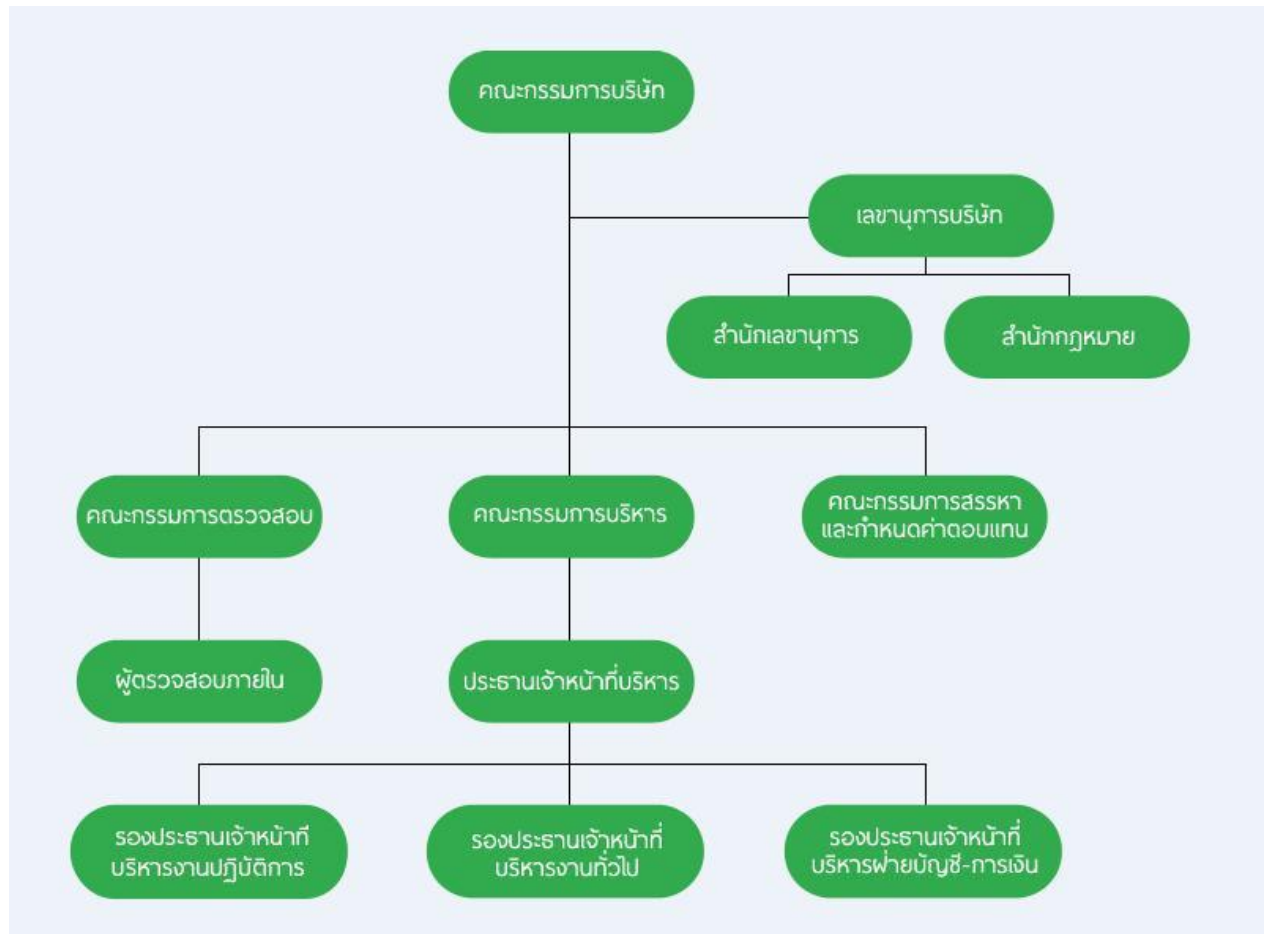 คณะกรรมการบริษัท
เลขานุการบริษัท
สำนักเลขานุการ
สำนักกฎหมาย
คณะกรรมการตรวจสอบ
คณะกรรมการบริหาร
คณะกรรมการสรรหา
และกำหนดค่าตอบแทน
ผู้ตรวจสอบภายใน
ประธานเจ้าหน้าที่บริหาร
รองประธานเจ้าหน้าที
บริหารงานปฏิบัติการ
รองประธานเจ้าหน้าที่
บริหารงานทั่วไป
รองประธานเจ้าหน้าที่
บริหารฝ่ายบัญชี-การเงิน